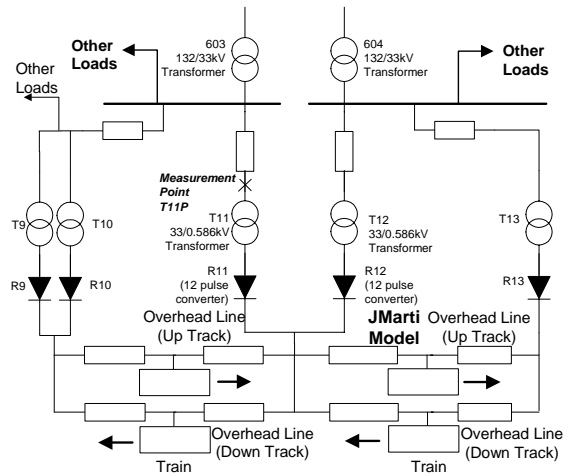 603
132/33kV
Transformer
604
132/33kV
Transformer
Other
Loads
Other
Loads
Other
Loads
Measurement
Point
T11P
T9
T10
T11
33/0.586kV
Transformer
T12
33/0.586kV
Transformer
T13
R9
R10
R11
(12 pulse
converter)
R12
(12 pulse
converter)
R13
Overhead Line
(Up Track)
JMarti
Model
Overhead Line
(Up Track)
Overhead Line
(Down Track)
Overhead Line
(Down Track)
Train
Train